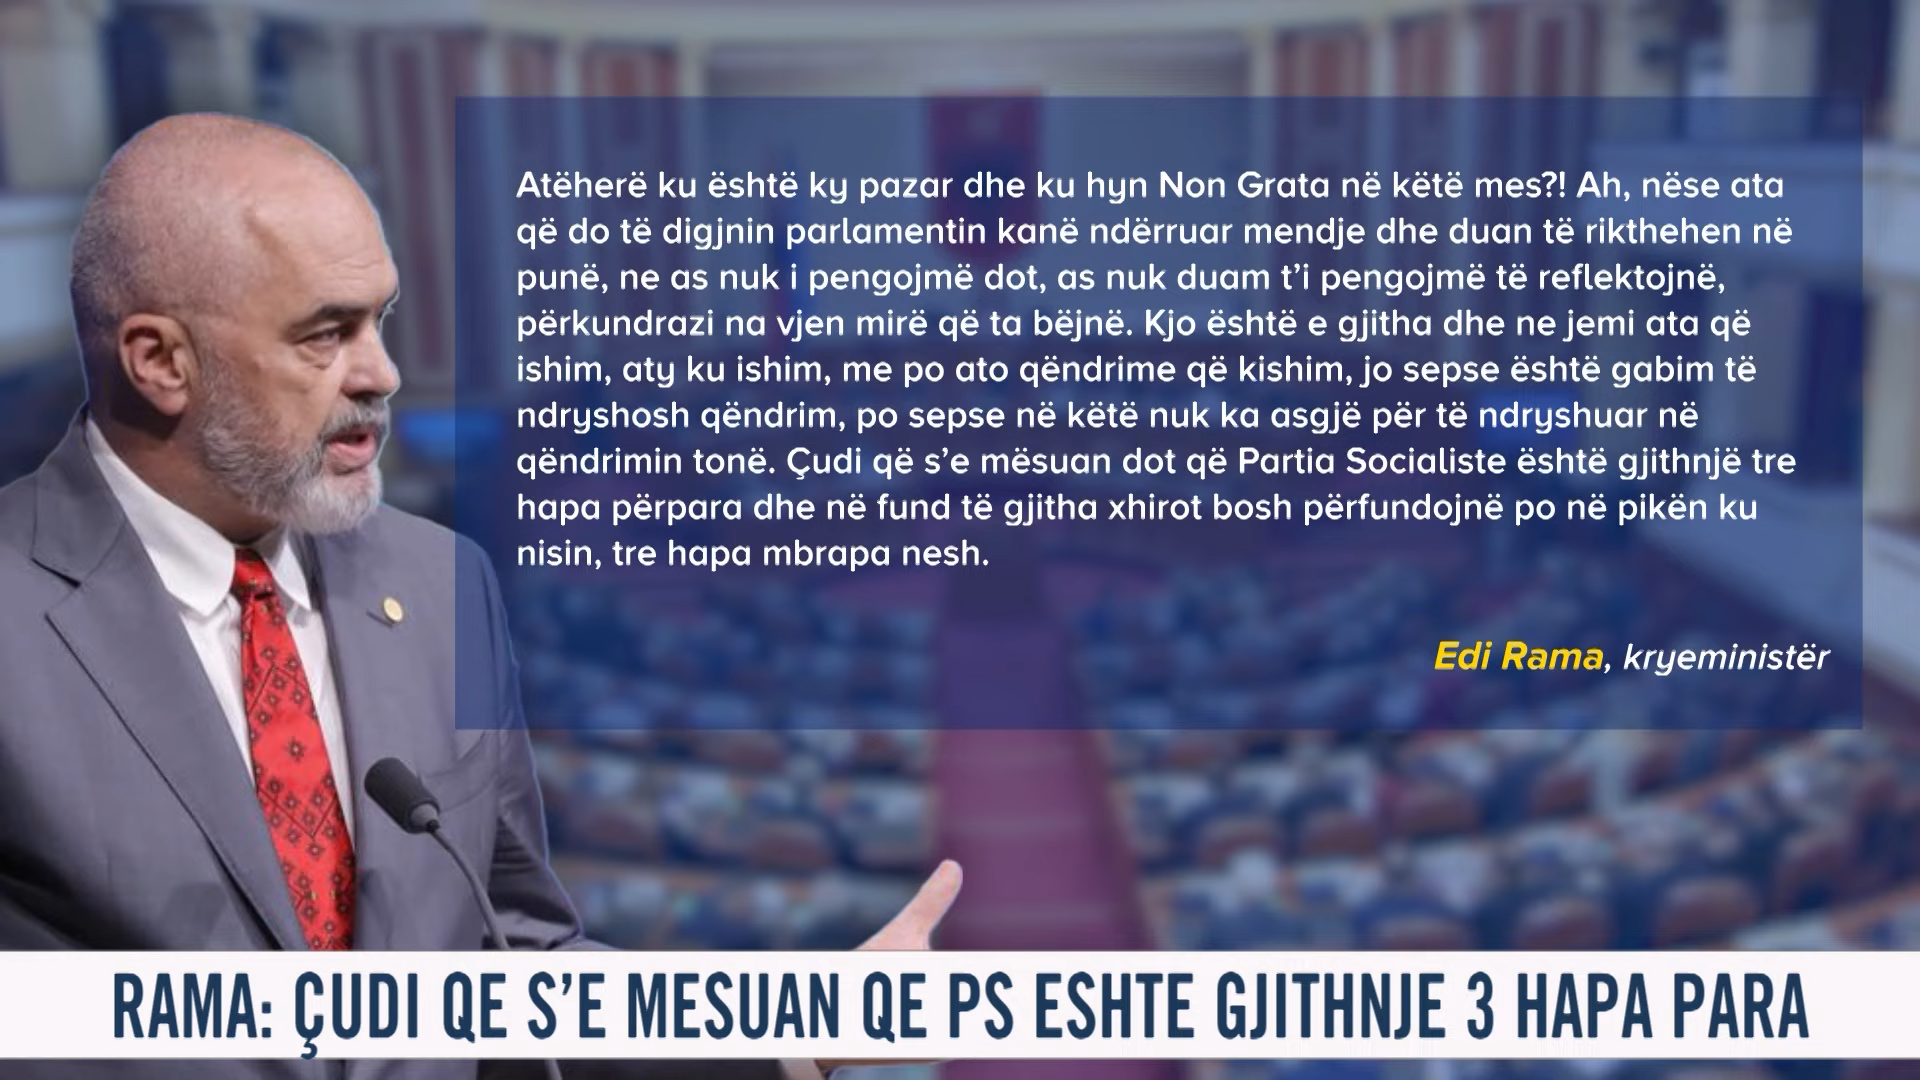 Atëherë ku është ky pazar dhe ku hyn Non Grata në këtë mes?! Ah, nëse ata
që do të digjnin parlamentin kanë ndërruar mendje dhe duan të rikthehen në
punë, ne as nuk i pengojmë dot, as nuk duam t’i pengojmë të reflektojnë,
përkundrazi na vjen mirë që ta bëjnë. Kjo është e gjitha dhe ne jemi ata që
ishim, aty ku ishim, me po ato qëndrime që kishim, jo sepse është gabim të
ndryshosh qëndrim, po sepse në këtë nuk ka asgjë për të ndryshuar në
qëndrimin tonë. Çudi që s’e mësuan dot që Partia Socialiste është gjithnjë tre
hapa përpara dhe në fund të gjitha xhirot bosh përfundojnë po në pikën ku
nisin, tre hapa mbrapa nesh.
Edi Rama, kryeministër
RAMA: ÇUDI QE S’E MESUAN QE PS ESHTE GJITHNJE 3 HAPA PARA